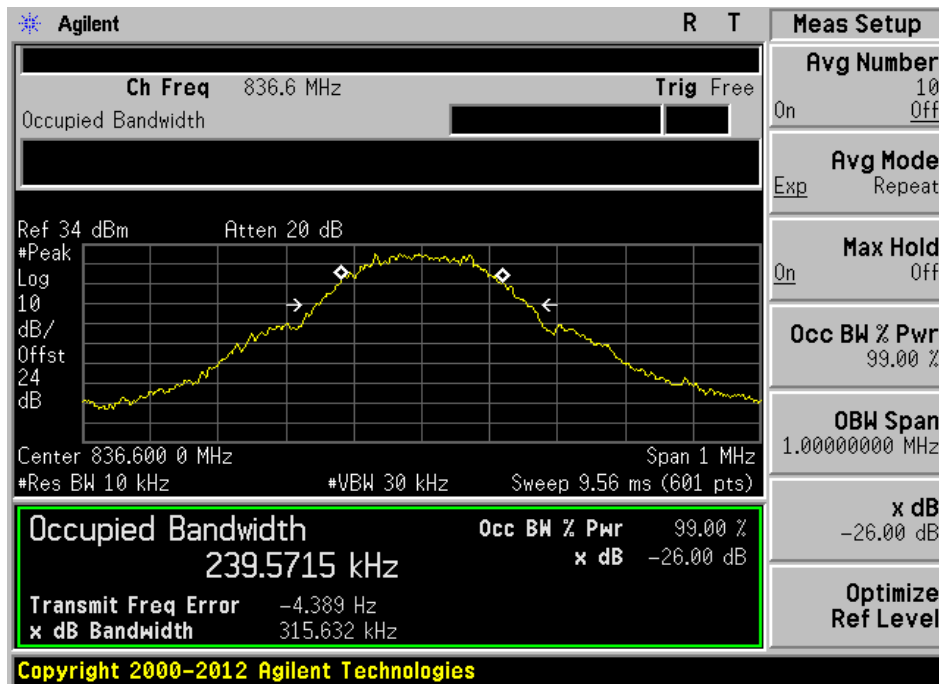 Agilent R T
Ch Freq 836.6 MHz Trig Free
Occupied Bandwidth
Ref 34 dBm Atten 20 dB
#Peak
Log
10
dB/
Offst
24
dB
Center 836.600 0 MHz Span 1 MHz
#Res BW 10 kHz #VBW 30 kHz Sweep 9.56 ms (601 pts)
Occupied Bandwidth
239.5715 kHz
Occ BW % Pwr 99.00 %
x dB -26.00 dB
Transmit Freq Error -4.389 Hz
x dB Bandwidth 315.632 kHz
Copyright 2000-2012 Agilent Technologies
Meas Setup
Avg Number
10
On Off
Avg Mode
Exp Repeat
Max Hold
On Off
Occ BW % Pwr
99.00 %
OBW Span
1.00000000 MHz
x dB
-26.00 dB
Optimize
Ref Level